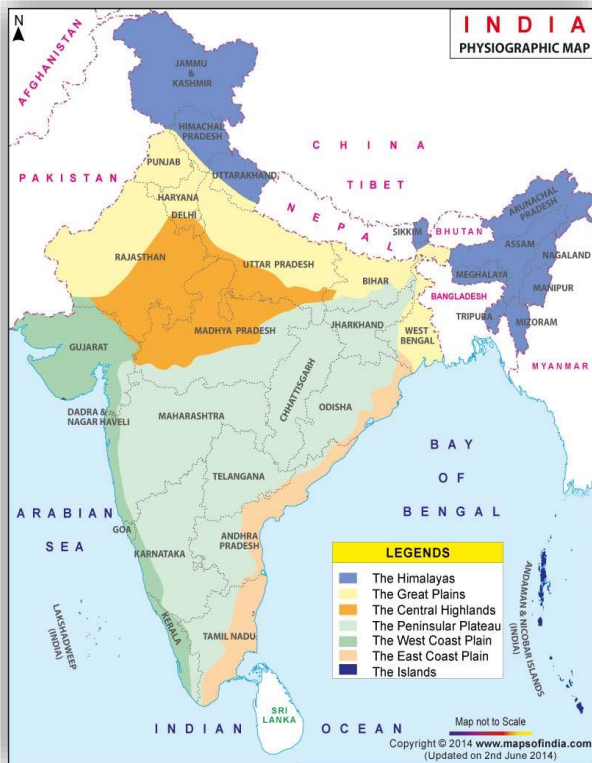 N
INDIA
PHYSIOGRAPHIC MAP
AFGHANISTAN
JAMMU
&
KASHMIR
HIMACHAL
PRADESH
CHINA
PUNJAB
PAKISTAN
UTTARAKHAND
TIBET
HARYANA
DELHI
NEPAL
SIKKIM
BHUTAN
ARUNACHAL
PRADESH
ASSAM
NAGALAND
RAJASTHAN
UTTAR PRADESH
BIHAR
MEGHALAYA
MANIPUR
BANGLADESH
TRIPURA
MIZORAM
GUJARAT
MADHYA PRADESH
JHARKHAND
WEST
BENGAL
MYANMAR
CHHATTISGARH
DADRA &
NAGAR HAVELI
MAHARASHTRA
ODISHA
BAY
OF
BENGAL
TELANGANA
ARABIAN
SEA
GOA
KARNATAKA
ANDHRA
PRADESH
LAKSHADWEEP
(INDIA)
KERALA
TAMIL NADU
ANDAMAN & NICOBAR ISLANDS
(INDIA)
LEGENDS
The Himalayas
The Great Plains
The Central Highlands
The Peninsular Plateau
The West Coast Plain
The East Coast Plain
The Islands
SRI
LANKA
INDIAN OCEAN
Map not to Scale
Copyright © 2014 www.mapsofindia.com
(Updated on 2nd June 2014)